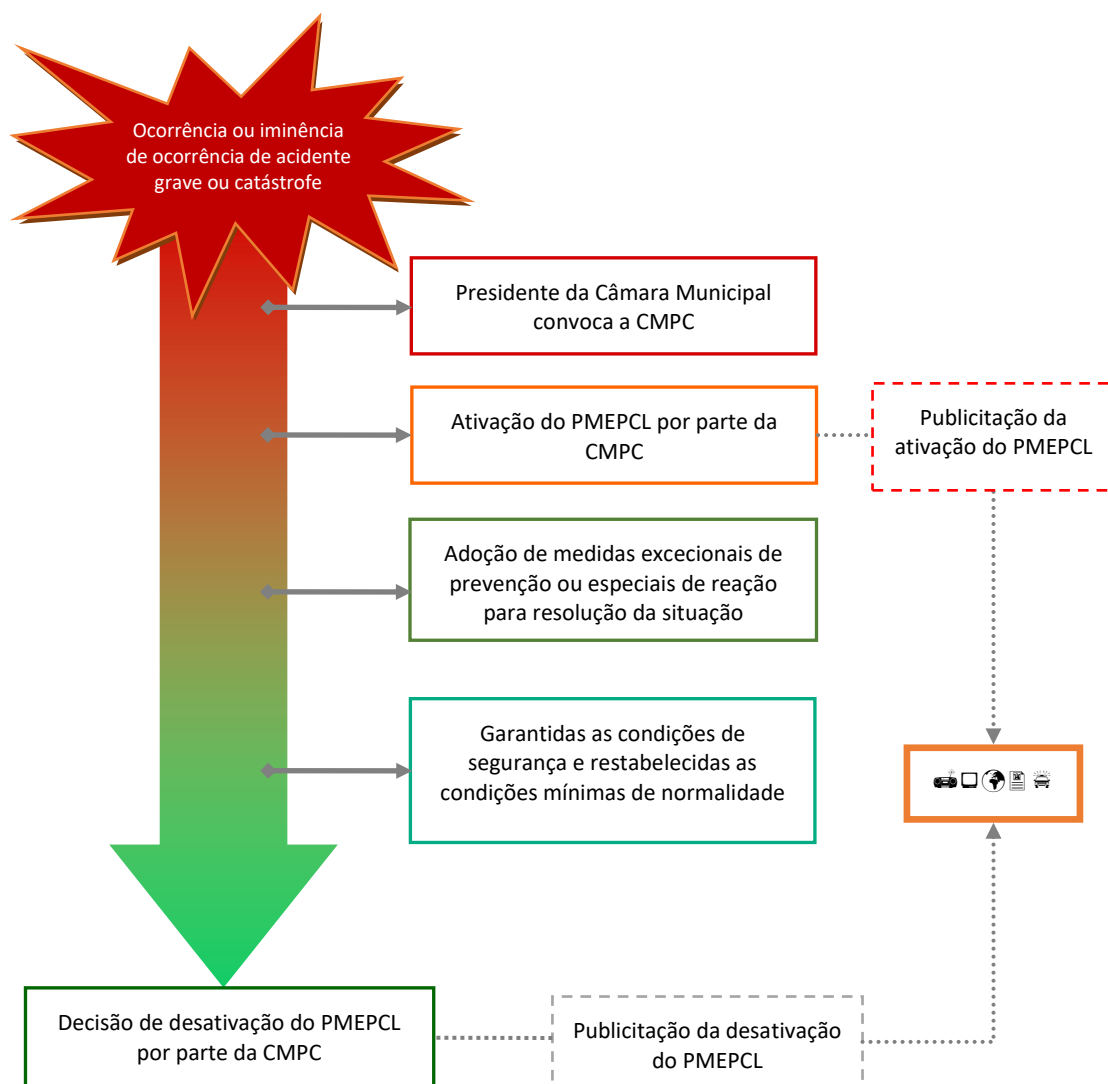 Ocorrência ou iminência
de ocorrência de acidente
grave ou catástrofe
Presidente da Câmara Municipal
convoca a CMPC
Ativação do PMEPCL por parte da
CMPC
Publicitação da
ativação do PMEPCL
Adoção de medidas excecionais de
prevenção ou especiais de reação
para resolução da situação
Garantidas as condições de
segurança e restabelecidas as
condições mínimas de normalidade
Decisão de desativação do PMEPCL
por parte da CMPC
Publicitação da desativação
do PMEPCL